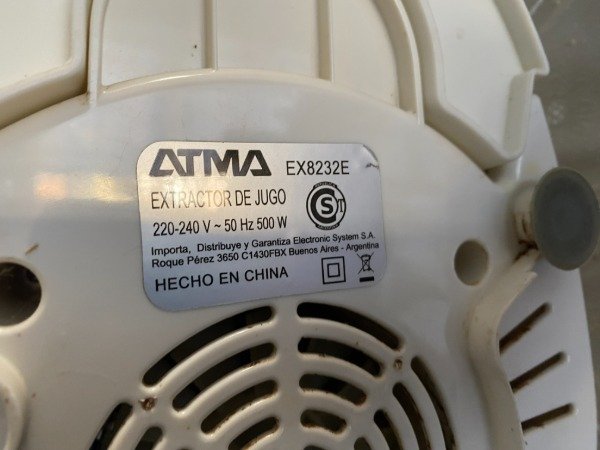 ATMA EX8232E
EXTRACTOR DE JUGO
220-240 V ~ 50 Hz 500 W
Importa, Distribuye y Garantiza Electronic System S.A.
Roque Pérez 3650 C1430FBX Buenos Aires - Argentina
HECHO EN CHINA